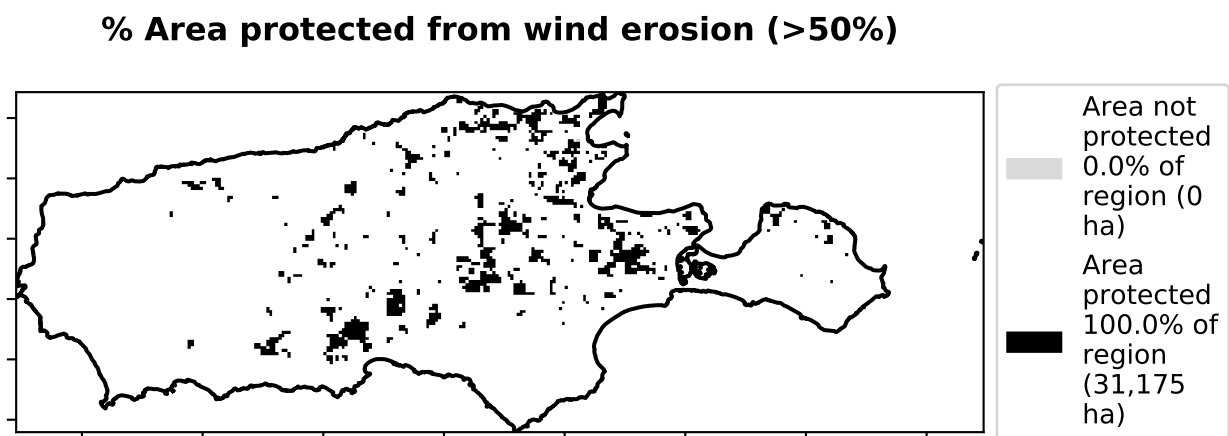 % Area protected from wind erosion (>50%)
Area not
protected
0.0% of
region (0
ha)
Area
protected
100.0% of
region
(31,175
ha)